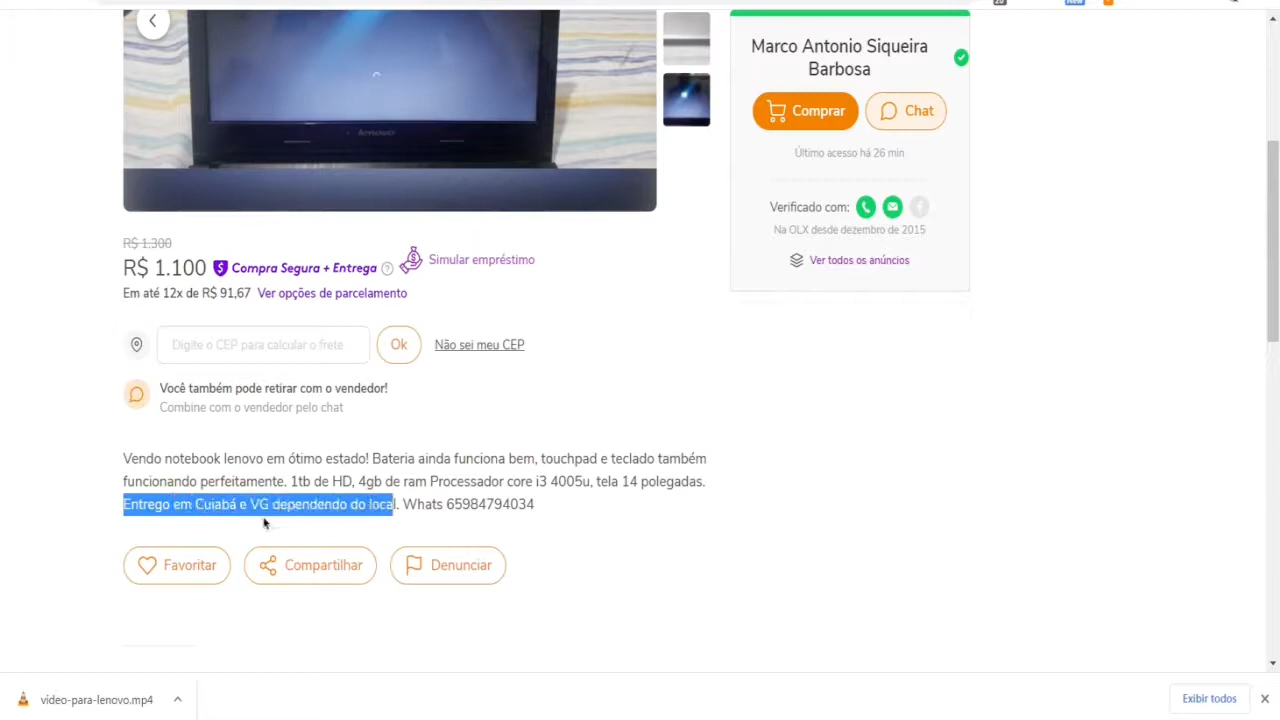 20
New
lenovo
Marco Antonio Siqueira
Barbosa
Comprar
Chat
Último acesso há 26 min
Verificado com:
Na OLX desde dezembro de 2015
Ver todos os anúncios
R$ 1.300
R$ 1.100
Compra Segura + Entrega
Simular empréstimo
Em até 12x de R$ 91,67 Ver opções de parcelamento
Digite o CEP para calcular o frete
Ok
Não sei meu CEP
Você também pode retirar com o vendedor!
Combine com o vendedor pelo chat
Vendo notebook lenovo em ótimo estado! Bateria ainda funciona bem, touchpad e teclado também
funcionando perfeitamente. 1tb de HD, 4gb de ram Processador core i3 4005u, tela 14 polegadas.
Entrego em Cuiabá e VG dependendo do local. Whats 65984794034
Favoritar
Compartilhar
Denunciar
video-para-lenovo.mp4
Exibir todos